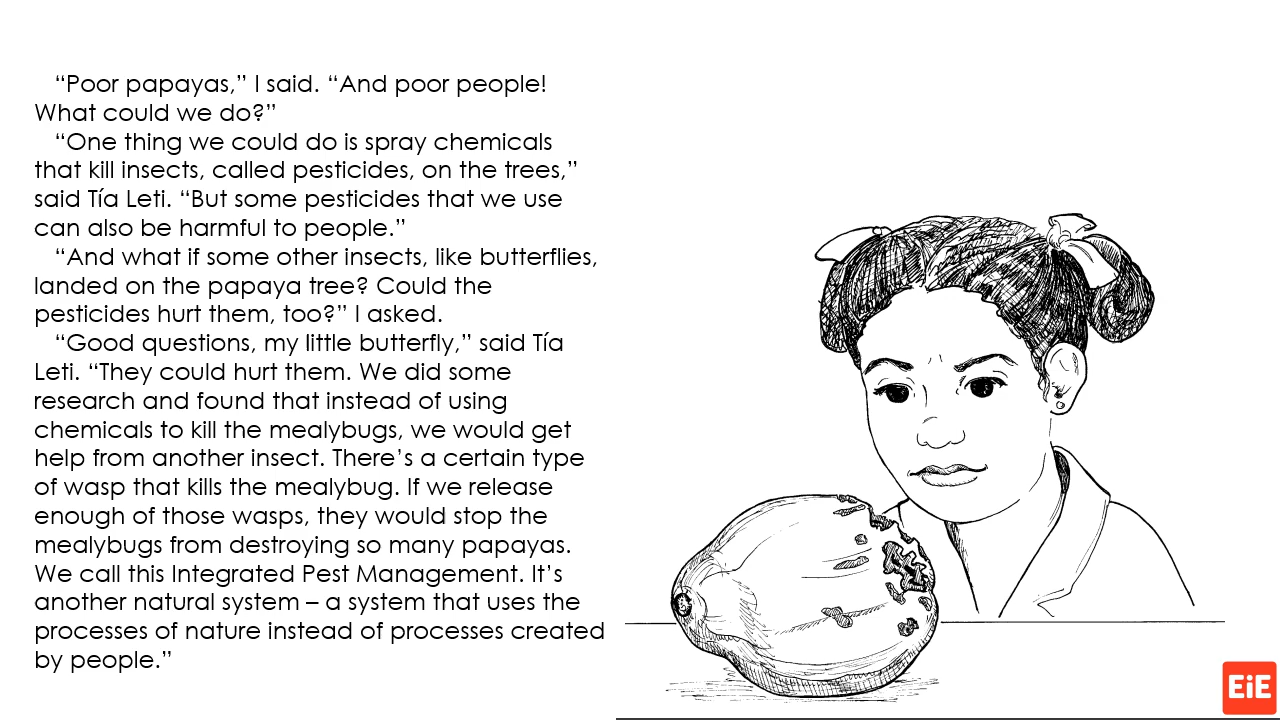 “Poor papayas,” I said. “And poor people!
What could we do?”
“One thing we could do is spray chemicals
that kill insects, called pesticides, on the trees,”
said Tía Leti. “But some pesticides that we use
can also be harmful to people.”
“And what if some other insects, like butterflies,
landed on the papaya tree? Could the
pesticides hurt them, too?” I asked.
“Good questions, my little butterfly,” said Tía
Leti. “They could hurt them. We did some
research and found that instead of using
chemicals to kill the mealybugs, we would get
help from another insect. There’s a certain type
of wasp that kills the mealybug. If we release
enough of those wasps, they would stop the
mealybugs from destroying so many papayas.
We call this Integrated Pest Management. It’s
another natural system – a system that uses the
processes of nature instead of processes created
by people.”
EiE